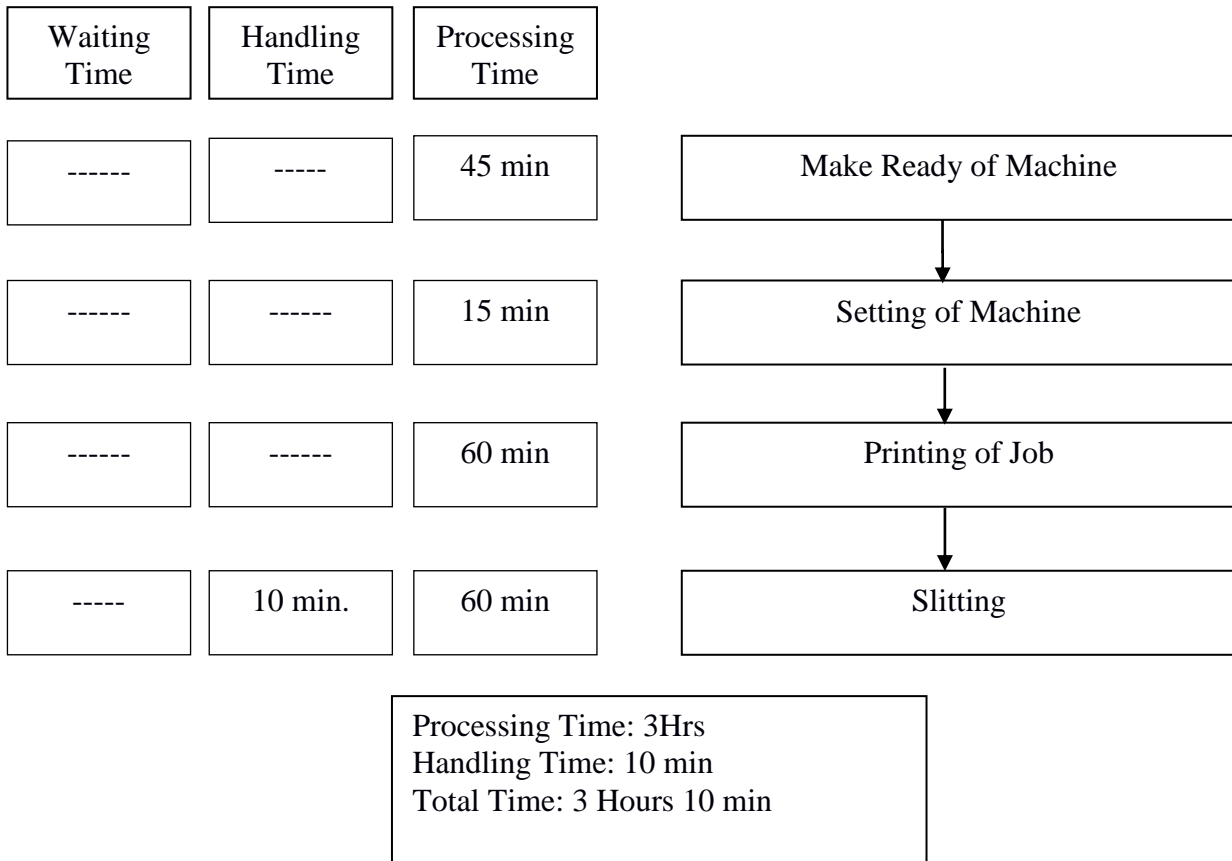 Waiting
Time
Handling
Time
Processing
Time
------
-----
45 min
Make Ready of Machine
------
------
15 min
Setting of Machine
------
------
60 min
Printing of Job
-----
10 min.
60 min
Slitting
Processing Time: 3Hrs
Handling Time: 10 min
Total Time: 3 Hours 10 min